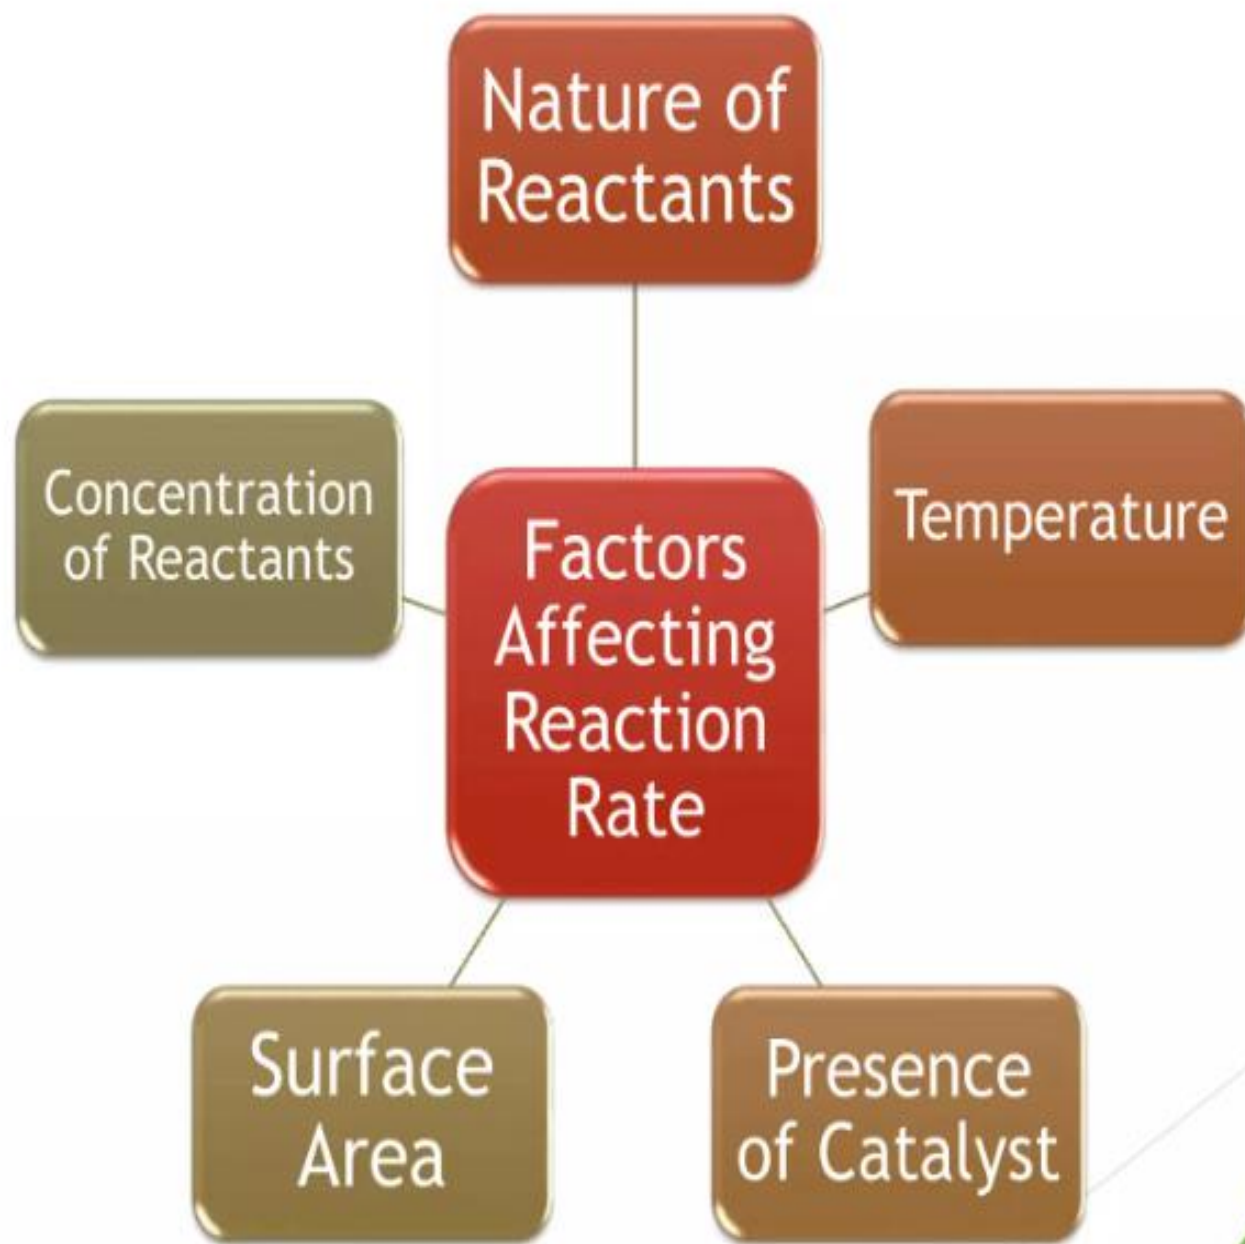 Nature of
Reactants
Concentration
of Reactants
Temperature
Factors
Affecting
Reaction
Rate
Surface
Area
Presence
of Catalyst